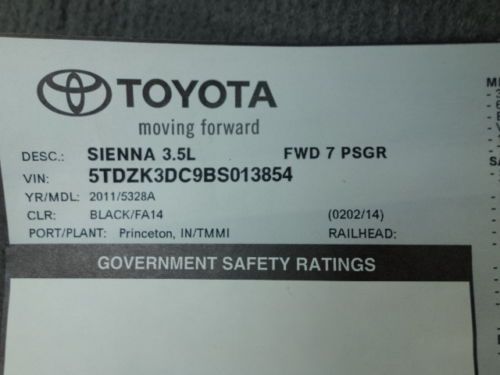 TOYOTA
moving forward
DESC.: SIENNA 3.5L FWD 7 PSGR
VIN: 5TDZK3DC9BS013854
YR/MDL: 2011/5328A
CLR: BLACK/FA14 (0202/14)
PORT/PLANT: Princeton, IN/TMMI RAILHEAD:
GOVERNMENT SAFETY RATINGS